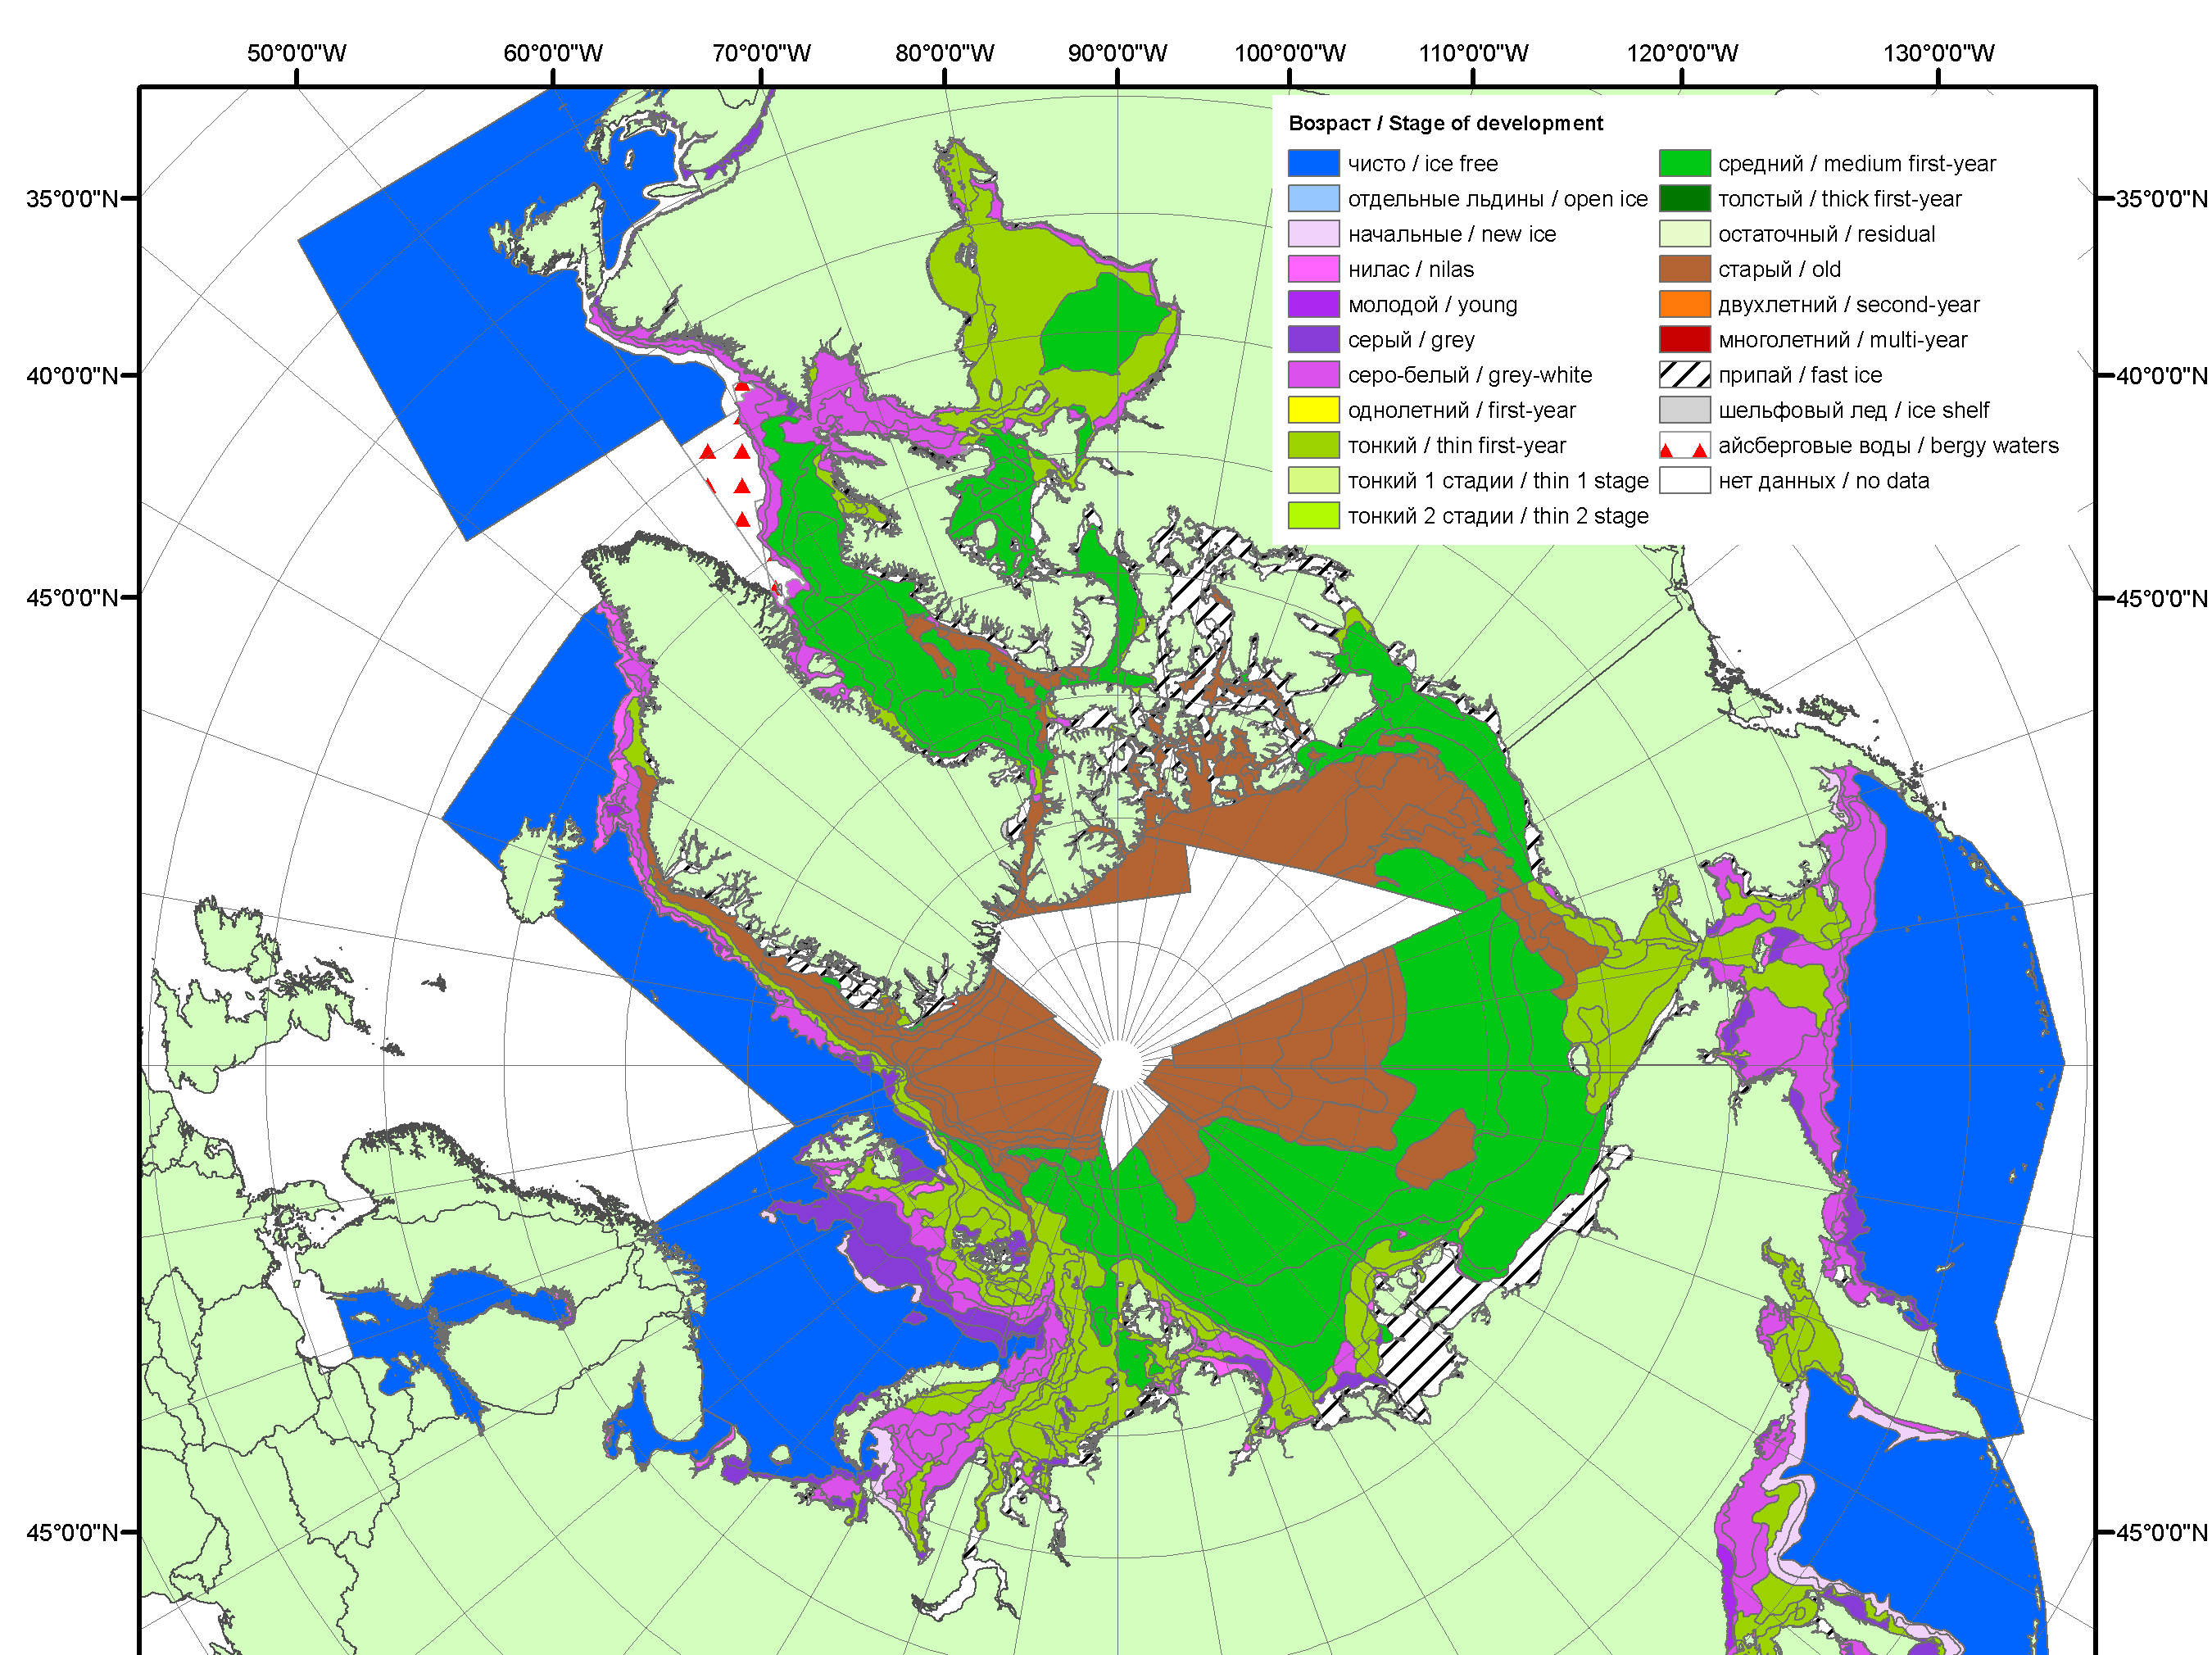 50°0'0"W 60°0'0"W 70°0'0"W 80°0'0"W 90°0'0"W 100°0'0"W 110°0'0"W 120°0'0"W 130°0'0"W
Возраст / Stage of development
чисто / ice free
отдельные льдины / open ice
начальные / new ice
нилас / nilas
молодой / young
серый / grey
серо-белый / grey-white
однолетний / first-year
тонкий / thin first-year
тонкий 1 стадии / thin 1 stage
тонкий 2 стадии / thin 2 stage
средний / medium first-year
толстый / thick first-year
остаточный / residual
старый / old
двухлетний / second-year
многолетний / multi-year
припай / fast ice
шельфовый лед / ice shelf
айсберговые воды / bergy waters
нет данных / no data
35°0'0"N 35°0'0"N
40°0'0"N 40°0'0"N
45°0'0"N 45°0'0"N
45°0'0"N 45°0'0"N